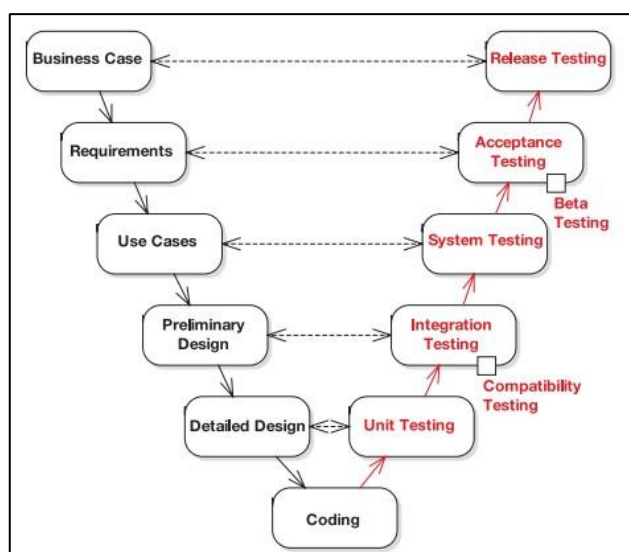 Business Case
Release Testing
Requirements
Acceptance
Testing
Beta
Testing
Use Cases
System Testing
Preliminary
Design
Integration
Testing
Compatibility
Testing
Detailed Design
Unit Testing
Coding